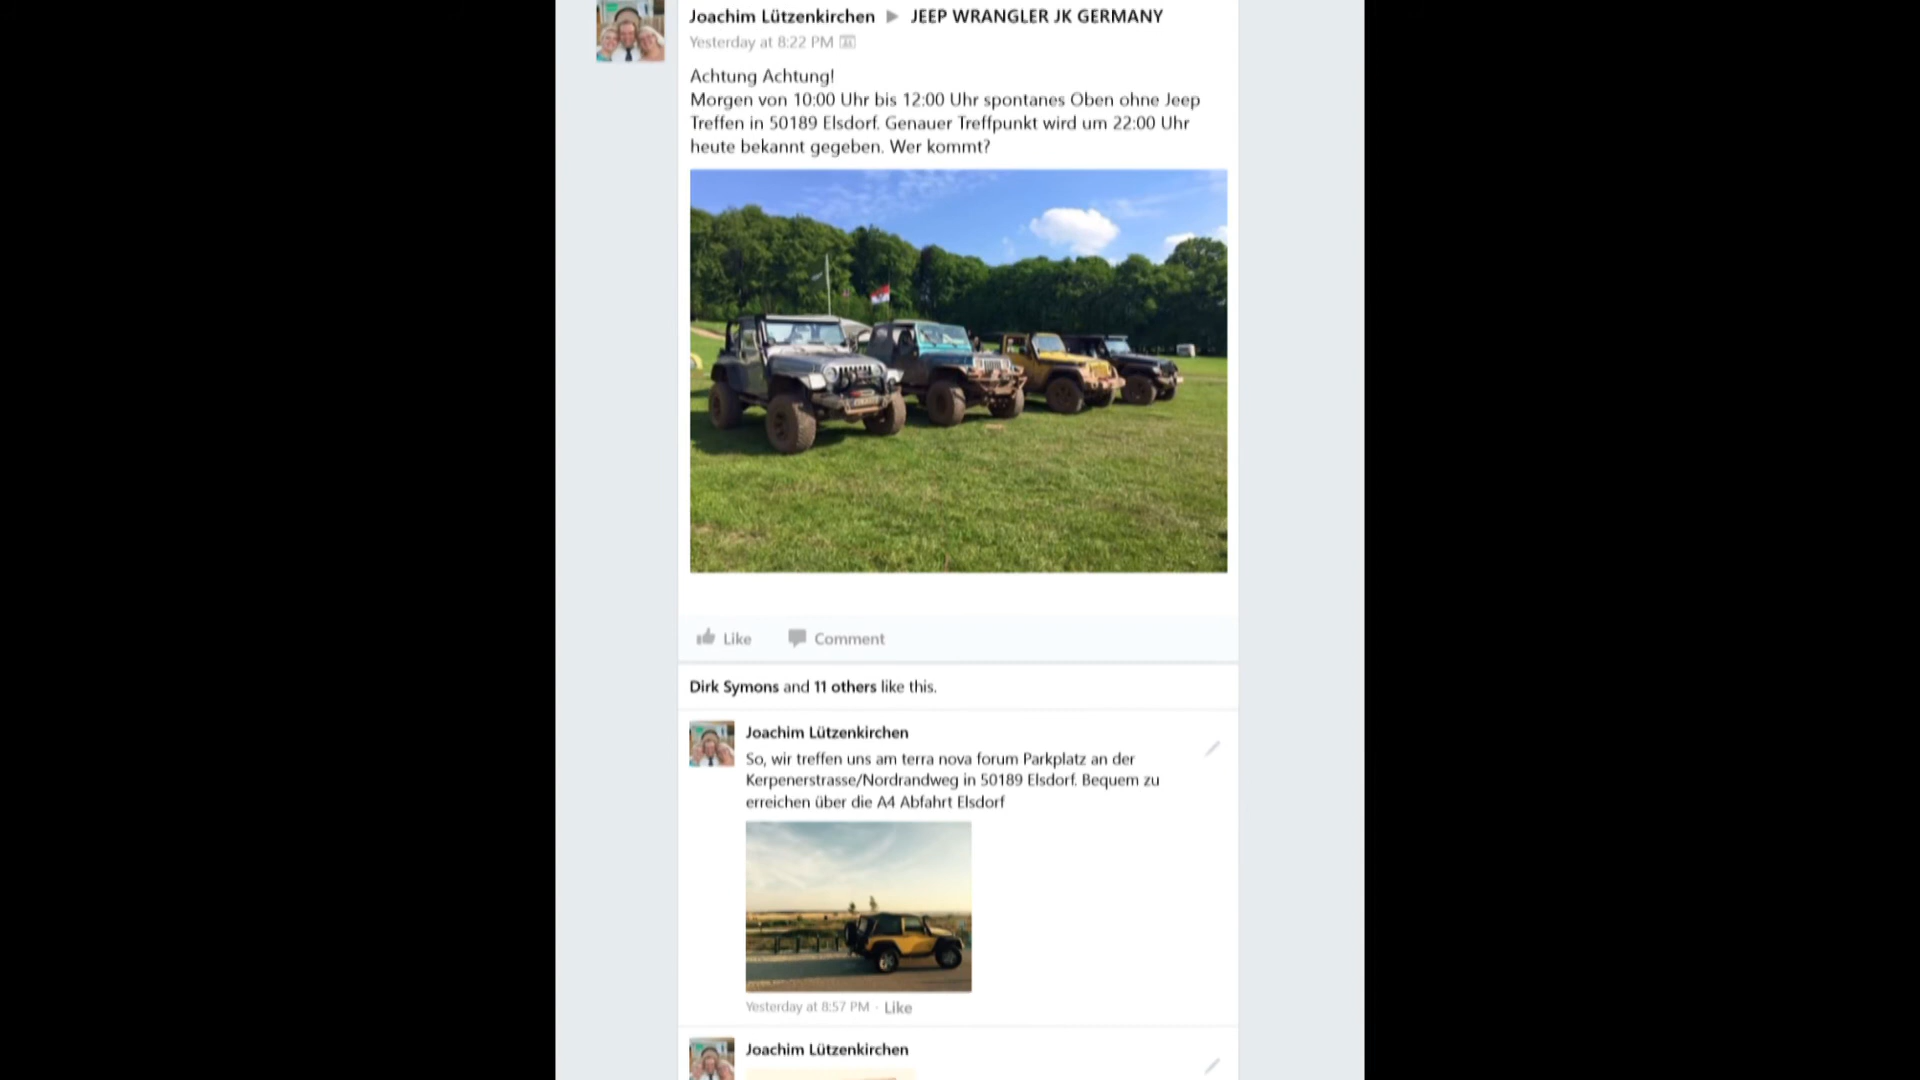 Joachim Lützenkirchen ▶ JEEP WRANGLER JK GERMANY
Yesterday at 8:22 PM
Achtung Achtung!
Morgen von 10:00 Uhr bis 12:00 Uhr spontanes Oben ohne Jeep
Treffen in 50189 Elsdorf. Genauer Treffpunkt wird um 22:00 Uhr
heute bekannt gegeben. Wer kommt?
Like Comment
Dirk Symons and 11 others like this.
Joachim Lützenkirchen
So, wir treffen uns am terra nova forum Parkplatz an der
Kerpenerstrasse/Nordrandweg in 50189 Elsdorf. Bequem zu
erreichen über die A4 Abfahrt Elsdorf
Yesterday at 8:57 PM · Like
Joachim Lützenkirchen